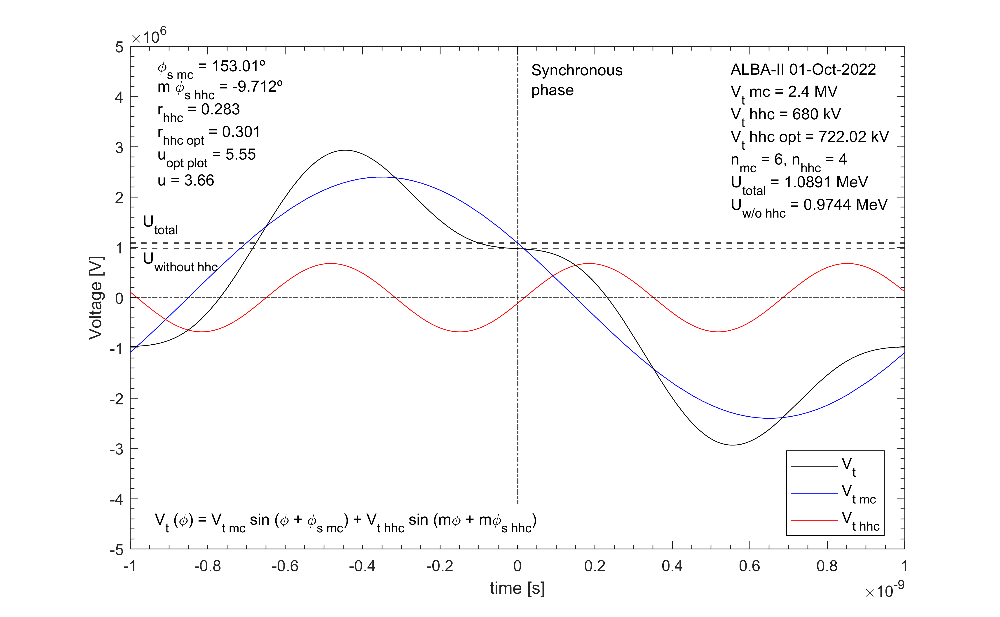 ×10^6
5
4
3
2
1
0
-1
-2
-3
-4
-5
Voltage [V]
ϕ_s mc = 153.01º
m ϕ_s hhc = -9.712º
r_hhc = 0.283
r_hhc opt = 0.301
u_opt plot = 5.55
u = 3.66
U_total
U_without hhc
Synchronous
phase
ALBA-II 01-Oct-2022
V_t mc = 2.4 MV
V_t hhc = 680 kV
V_t hhc opt = 722.02 kV
n_mc = 6, n_hhc = 4
U_total = 1.0891 MeV
U_w/o hhc = 0.9744 MeV
V_t
V_t mc
V_t hhc
V_t (ϕ) = V_t mc sin (ϕ + ϕ_s mc) + V_t hhc sin (mϕ + mϕ_s hhc)
-1 -0.8 -0.6 -0.4 -0.2 0 0.2 0.4 0.6 0.8 1
time [s]
×10^-9